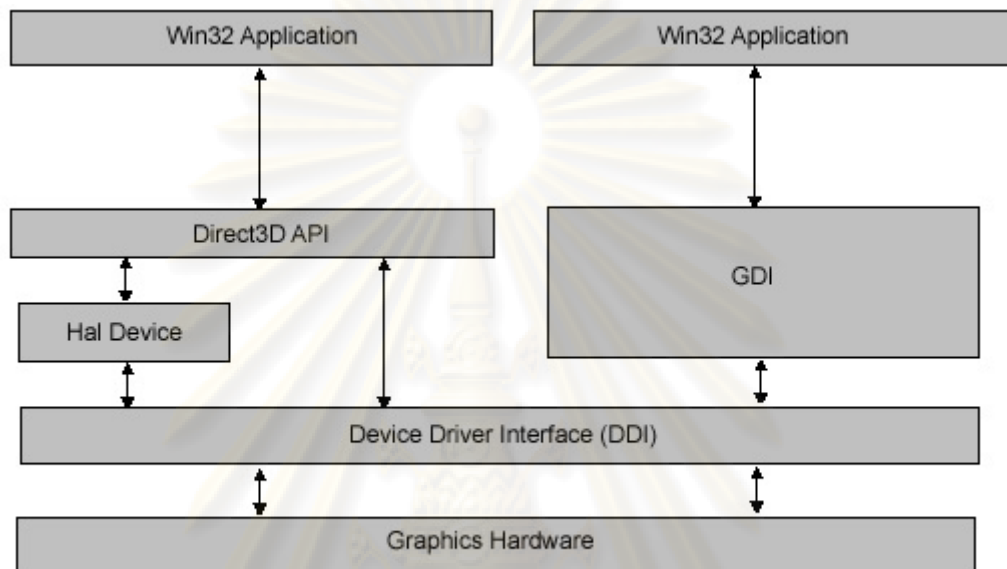 Win32 Application
Win32 Application
Direct3D API
GDI
Hal Device
Device Driver Interface (DDI)
Graphics Hardware